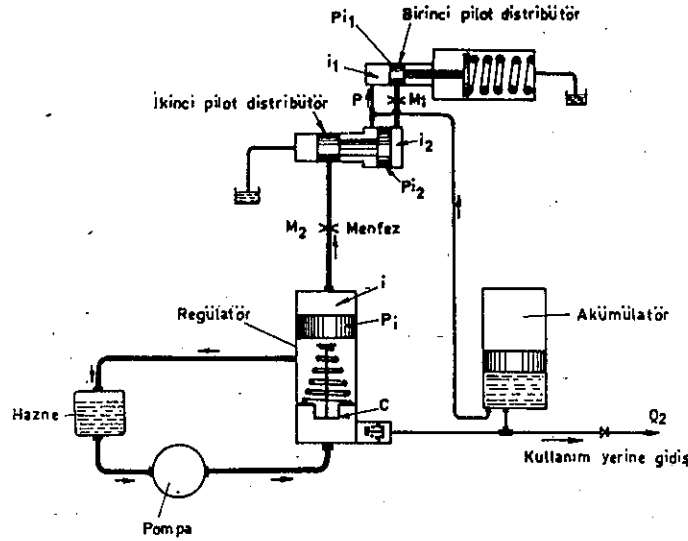 Pi₁
Birinci pilot distribütör
i₁
P
M₁
İkinci pilot distribütör
i₂
Pi₂
M₂ Menfez
i
Regülatör
Pi
Akümülatör
Hazne
C
Q₂
Kullanım yerine gidiş
Pompa